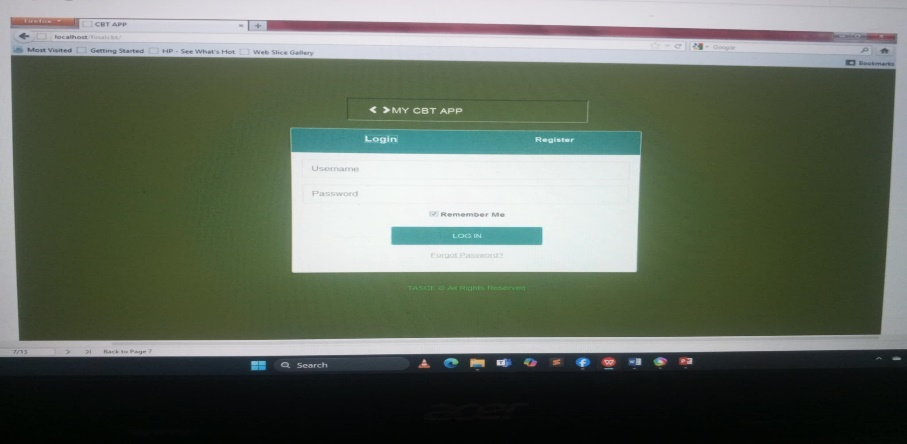 Firefox
CBT APP
localhost/finalcbt/
Google
Most Visited Getting Started HP - See What's Hot Web Slice Gallery
Bookmarks
MY CBT APP
Login Register
Username
Password
Remember Me
LOG IN
Forgot Password?
© All Rights Reserved
7/13 Back to Page 7
Search
acer